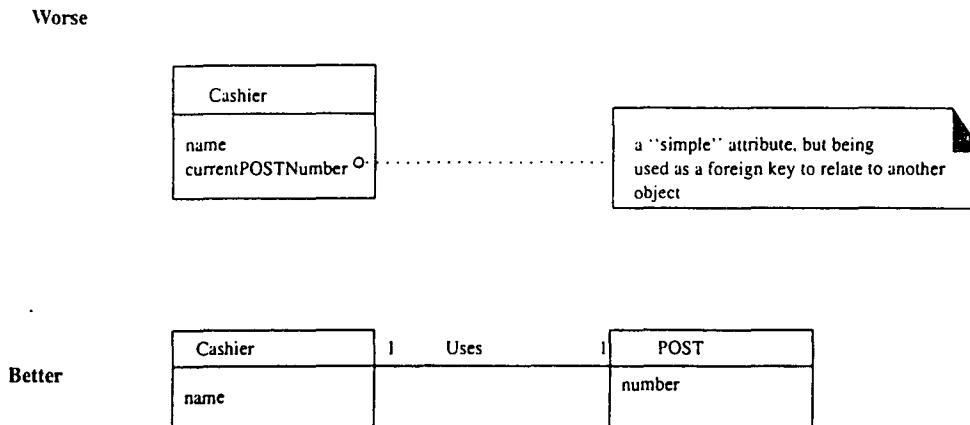 Worse
Cashier
name
currentPOSTNumber
a ``simple'' attribute, but being
used as a foreign key to relate to another
object
Better
Cashier
1 Uses 1
POST
name
number